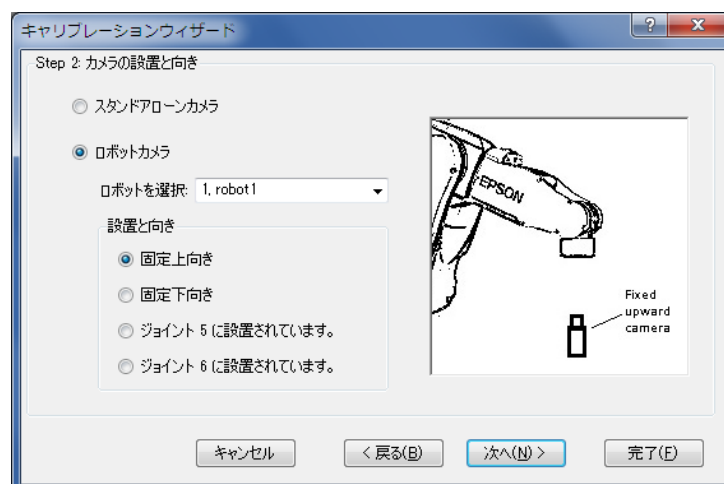 キャリブレーションウィザード
Step 2: カメラの設置と向き
スタンドアローンカメラ
ロボットカメラ
ロボットを選択: 1, robot1
設置と向き
固定上向き
固定下向き
ジョイント 5 に設置されています。
ジョイント 6 に設置されています。
EPSON
Fixed
upward
camera
キャンセル
< 戻る(B)
次へ(N) >
完了(F)